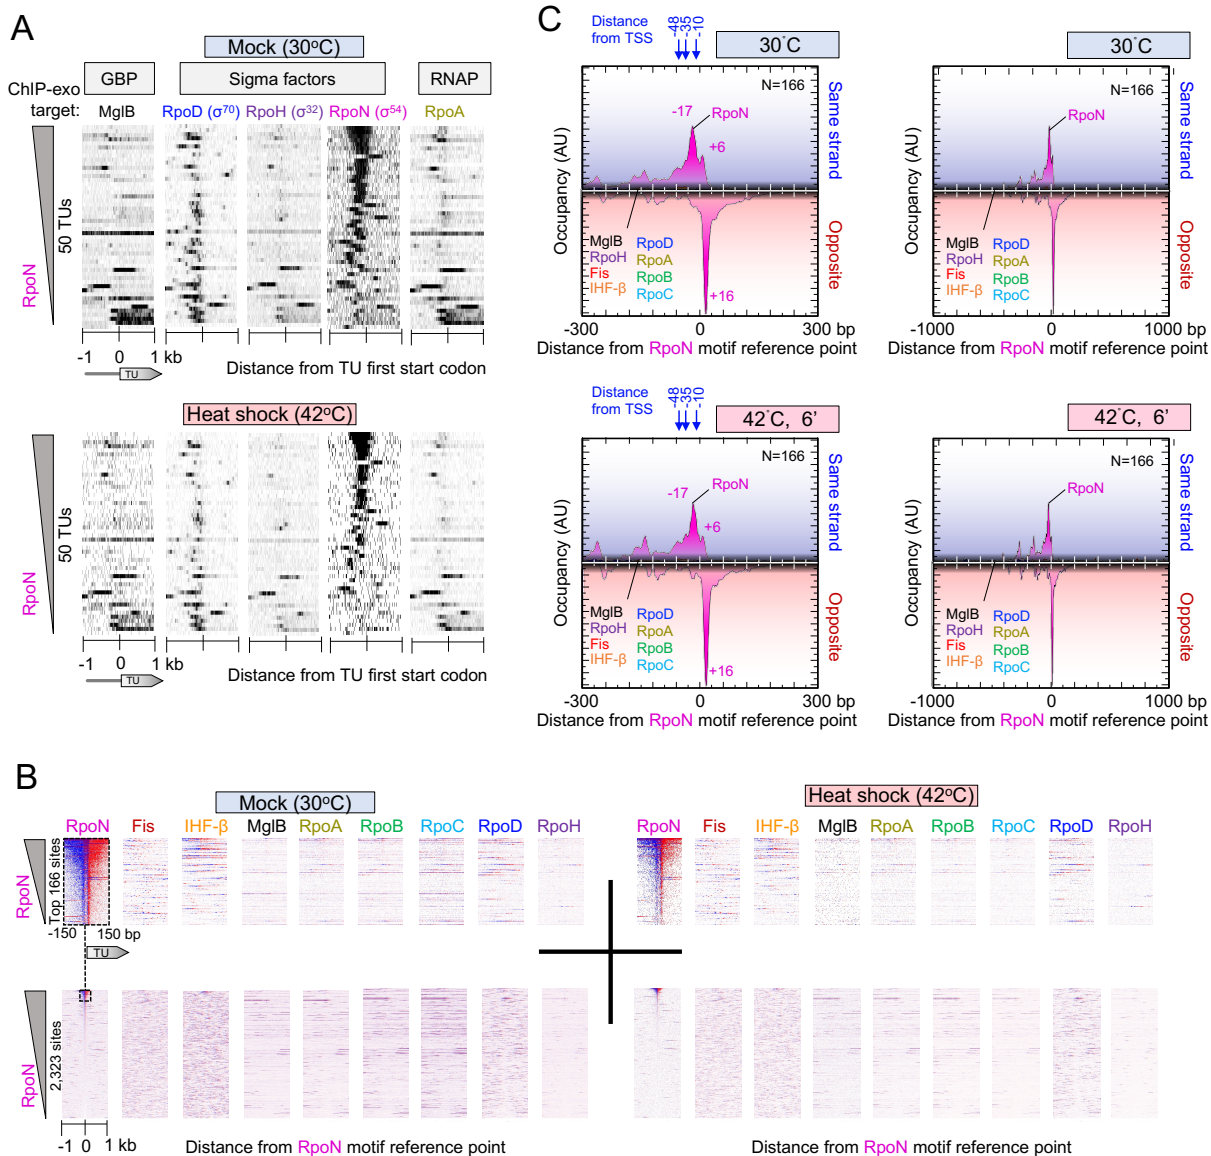 A
Mock (30°C)
GBP
Sigma factors
RNAP
ChIP-exo
target:
MglB
RpoD (σ70)
RpoH (σ32)
RpoN (σ54)
RpoA
RpoN
50 TUs
-1 0 1 kb
Distance from TU first start codon
TU
Heat shock (42°C)
RpoN
50 TUs
-1 0 1 kb
Distance from TU first start codon
TU
C
Distance
from TSS
-48
-35
-10
30°C
N=166
-17
RpoN
+6
Same strand
Occupancy (AU)
MglB
RpoH
Fis
IHF-β
RpoD
RpoA
RpoB
RpoC
+16
Opposite
-300 0 300 bp
Distance from RpoN motif reference point
30°C
N=166
RpoN
Same strand
Occupancy (AU)
MglB
RpoH
Fis
IHF-β
RpoD
RpoA
RpoB
RpoC
Opposite
-1000 0 1000 bp
Distance from RpoN motif reference point
Distance
from TSS
-48
-35
-10
42°C, 6’
N=166
-17
RpoN
+6
Same strand
Occupancy (AU)
MglB
RpoH
Fis
IHF-β
RpoD
RpoA
RpoB
RpoC
+16
Opposite
-300 0 300 bp
Distance from RpoN motif reference point
42°C, 6’
N=166
RpoN
Same strand
Occupancy (AU)
MglB
RpoH
Fis
IHF-β
RpoD
RpoA
RpoB
RpoC
Opposite
-1000 0 1000 bp
Distance from RpoN motif reference point
B
Mock (30°C)
RpoN Fis IHF-β MglB RpoA RpoB RpoC RpoD RpoH
RpoN
Top 166 sites
-150 150 bp
TU
RpoN
2,323 sites
-1 0 1 kb
Distance from RpoN motif reference point
Heat shock (42°C)
RpoN Fis IHF-β MglB RpoA RpoB RpoC RpoD RpoH
Distance from RpoN motif reference point